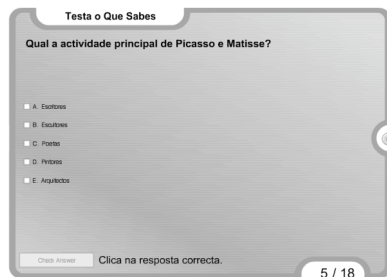 Testa o Que Sabes
Qual a actividade principal de Picasso e Matisse?
A. Escritores
B. Escultores
C. Poetas
D. Pintores
E. Arquitectos
Check Answer
Clica na resposta correcta.
5 / 18